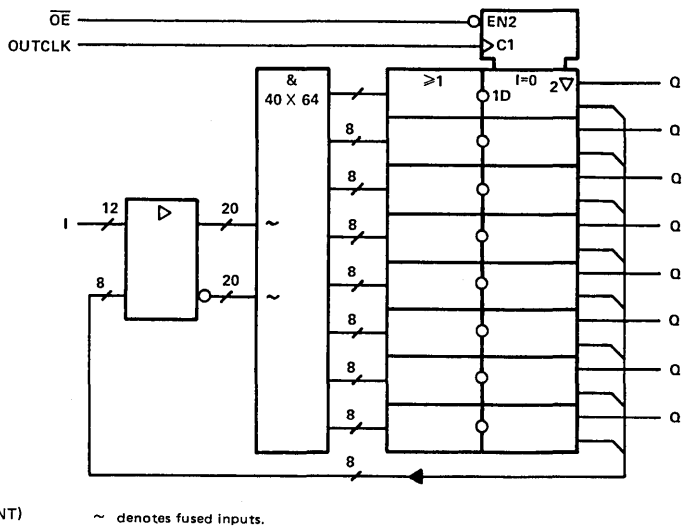 OE EN2
OUTCLK C1
& ≥1 I=0 2▽ Q
40 X 64 1D
8 Q
8 Q
12 20 8 Q
I ▷ ~
8 20 8 Q
~
8 Q
8 Q
8 Q
8
NT) ~ denotes fused inputs.